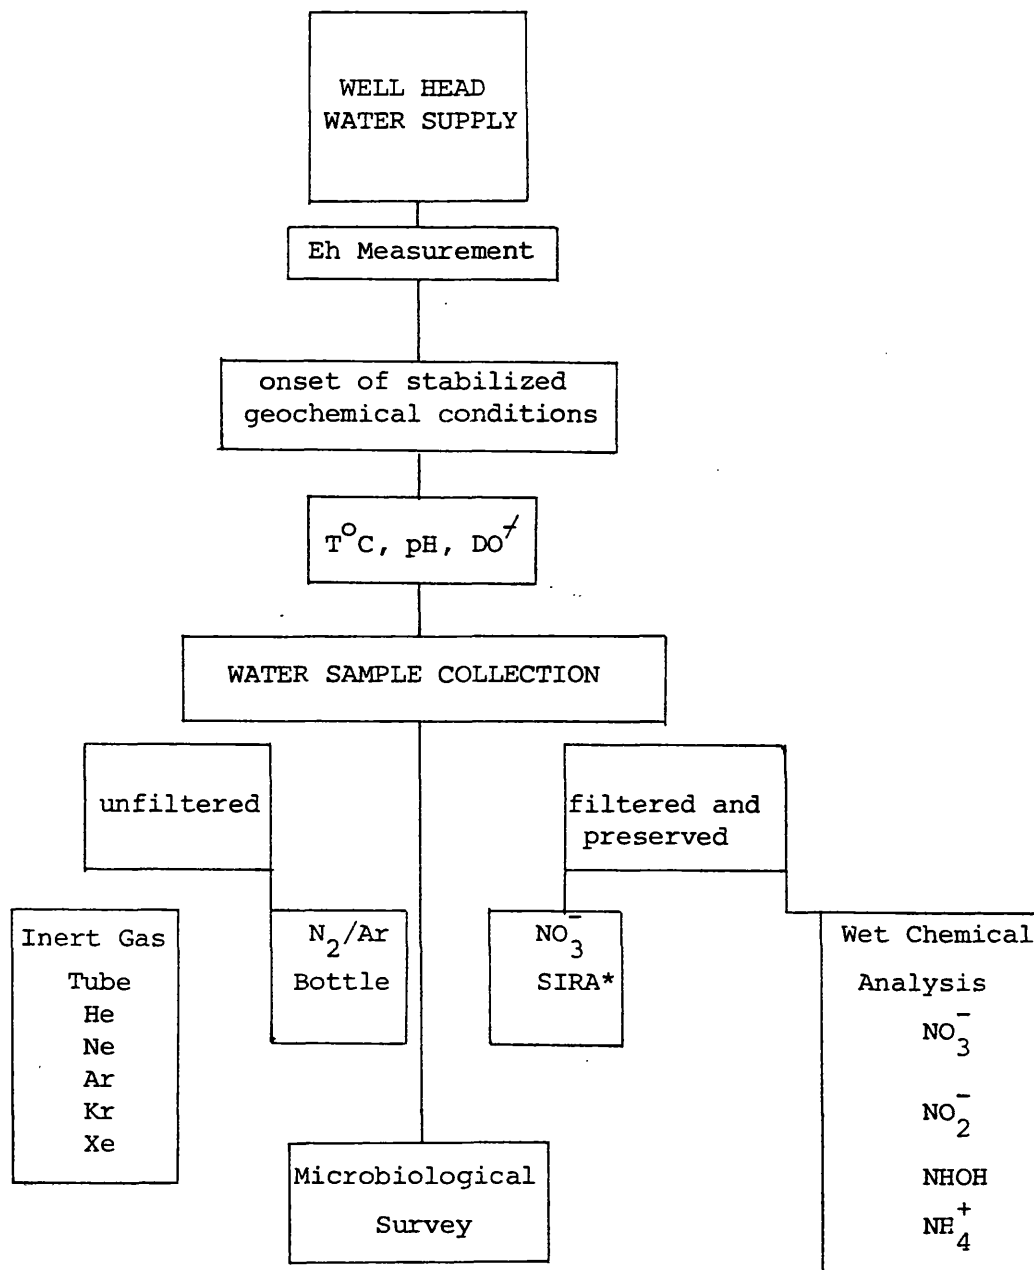 WELL HEAD
WATER SUPPLY
Eh Measurement
onset of stabilized
geochemical conditions
T°C, pH, DO⌿
WATER SAMPLE COLLECTION
unfiltered
filtered and
preserved
Inert Gas
Tube
He
Ne
Ar
Kr
Xe
N₂/Ar
Bottle
NO₃⁻
SIRA*
Wet Chemical
Analysis
NO₃⁻
NO₂⁻
NHOH
NH₄⁺
Microbiological
Survey